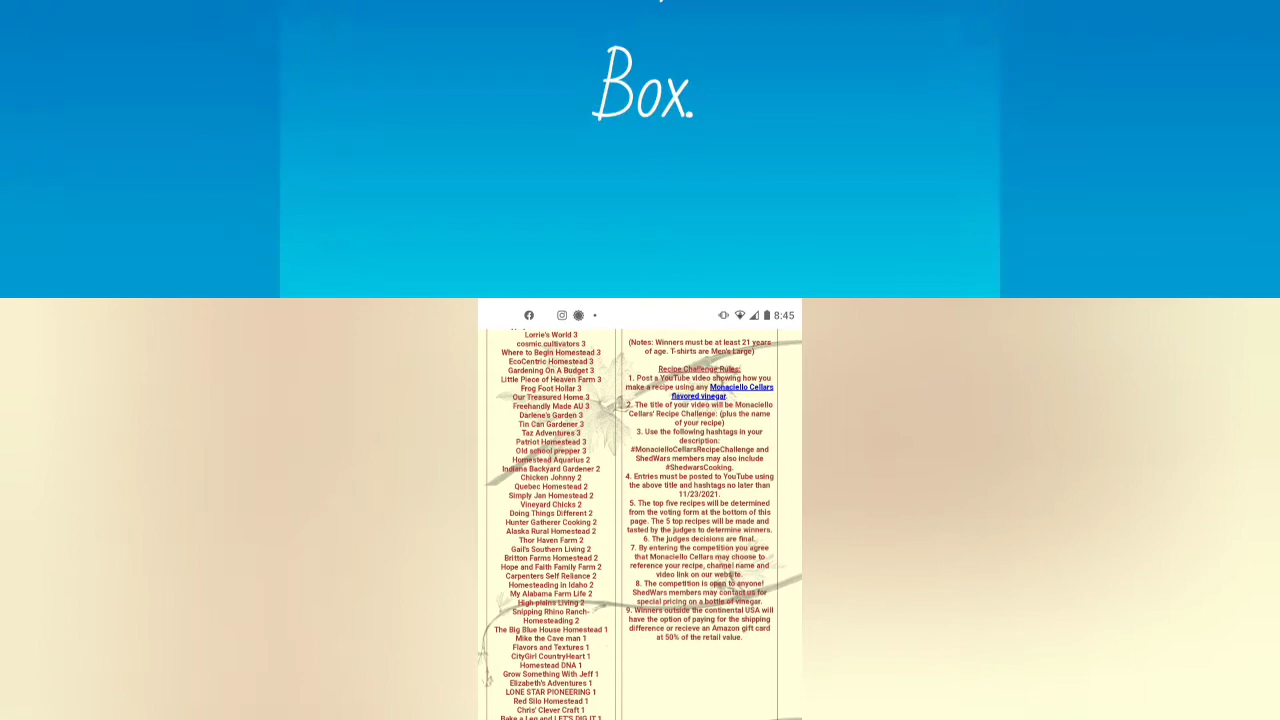 Box.
8:45
Lorrie's World 3
cosmic.cultivators 3
Where to Begin Homestead 3
EcoCentric Homestead 3
Gardening On A Budget 3
Little Piece of Heaven Farm 3
Frog Foot Hollar 3
Our Treasured Home 3
Freehandly Made AU 3
Darlene's Garden 3
Tin Can Gardener 3
Taz Adventures 3
Patriot Homestead 3
Old school prepper 3
Homestead Aquarius 2
Indiana Backyard Gardener 2
Chicken Johnny 2
Quebec Homestead 2
Simply Jan Homestead 2
Vineyard Chicks 2
Doing Things Different 2
Hunter Gatherer Cooking 2
Alaska Rural Homestead 2
Thor Haven Farm 2
Gail's Southern Living 2
Britton Farms Homestead 2
Hope and Faith Family Farm 2
Carpenters Self Reliance 2
Homesteading in Idaho 2
My Alabama Farm Life 2
High plains Living 2
Snipping Rhino Ranch-
Homesteading 2
The Big Blue House Homestead 1
Mike the Cave man 1
Flavors and Textures 1
CityGirl CountryHeart 1
Homestead DNA 1
Grow Something With Jeff 1
Elizabeth's Adventures 1
LONE STAR PIONEERING 1
Red Silo Homestead 1
Chris' Clever Craft 1
Bake a Leg and LET'S DIG IT 1
(Notes: Winners must be at least 21 years
of age. T-shirts are Men's Large)
Recipe Challenge Rules:
1. Post a YouTube video showing how you
make a recipe using any Monaciello Cellars
flavored vinegar.
2. The title of your video will be Monaciello
Cellars' Recipe Challenge: (plus the name
of your recipe)
3. Use the following hashtags in your
description:
#MonacielloCellarsRecipeChallenge and
ShedWars members may also include
#ShedwarsCooking.
4. Entries must be posted to YouTube using
the above title and hashtags no later than
11/23/2021.
5. The top five recipes will be determined
from the voting form at the bottom of this
page. The 5 top recipes will be made and
tasted by the judges to determine winners.
6. The judges decisions are final.
7. By entering the competition you agree
that Monaciello Cellars may choose to
reference your recipe, channel name and
video link on our website.
8. The competition is open to anyone!
ShedWars members may contact us for
special pricing on a bottle of vinegar.
9. Winners outside the continental USA will
have the option of paying for the shipping
difference or recieve an Amazon gift card
at 50% of the retail value.